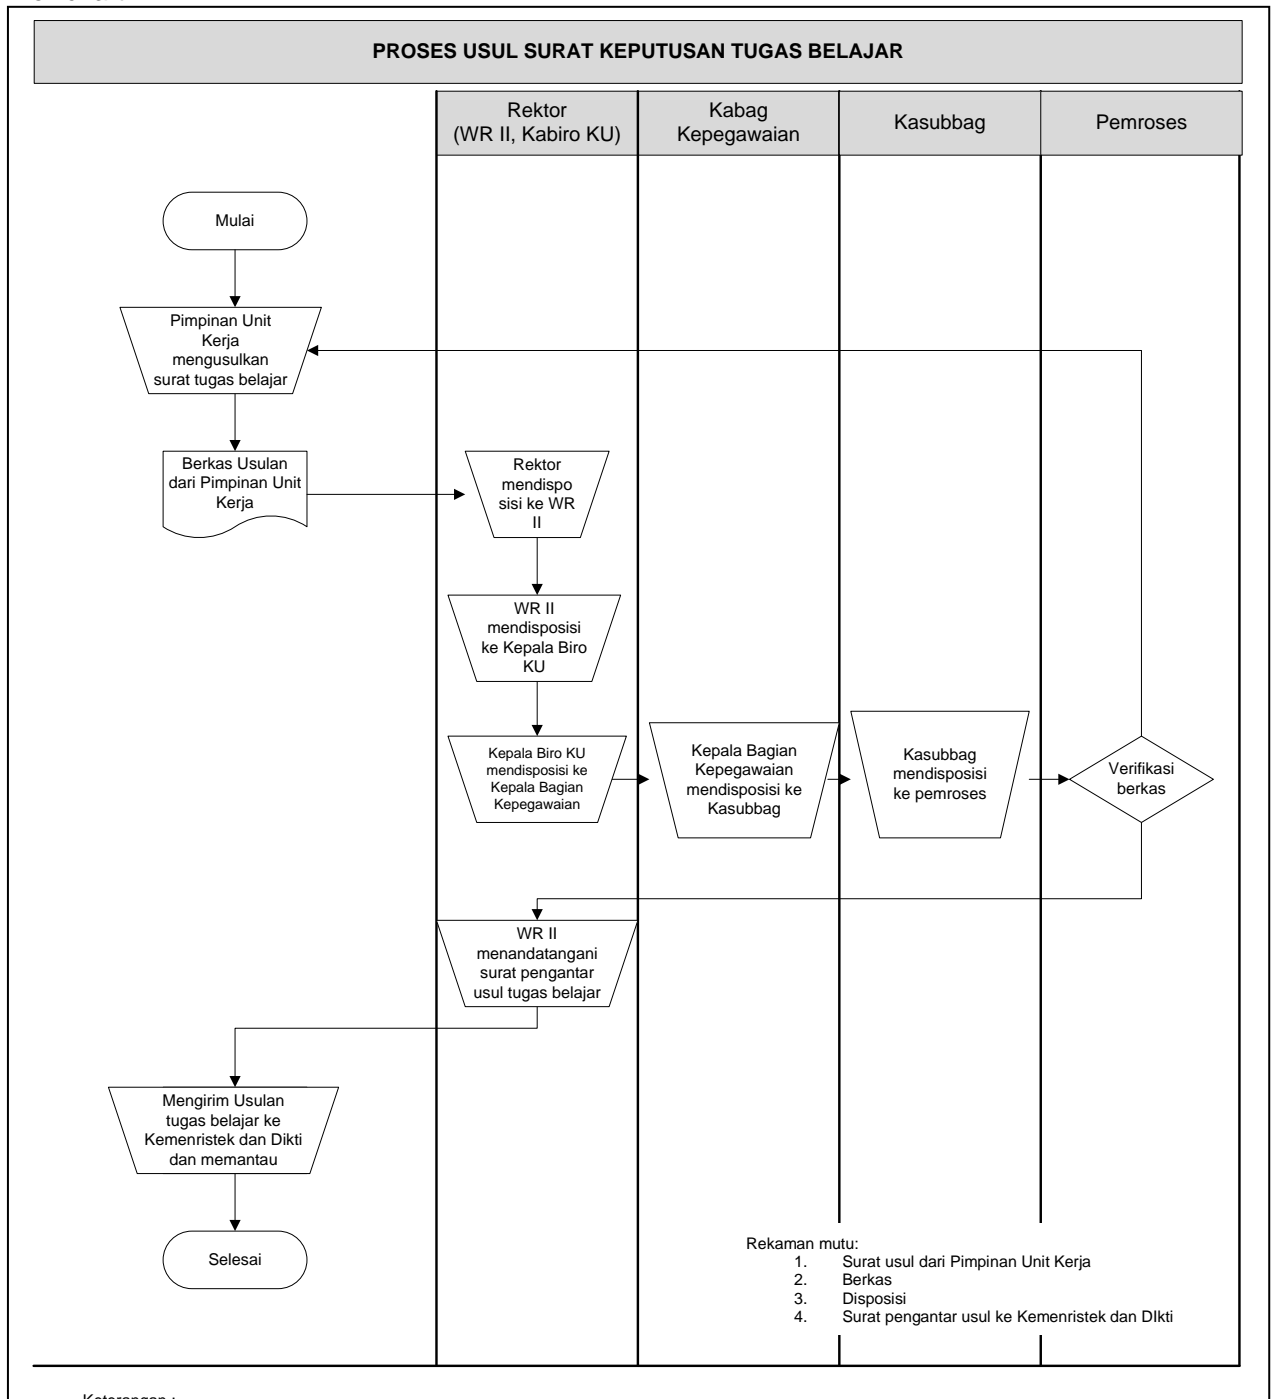 PROSES USUL SURAT KEPUTUSAN TUGAS BELAJAR
Rektor
(WR II, Kabiro KU)
Kabag
Kepegawaian
Kasubbag
Pemroses
Mulai
Pimpinan Unit
Kerja
mengusulkan
surat tugas belajar
Berkas Usulan
dari Pimpinan Unit
Kerja
Rektor
mendispo
sisi ke WR
II
WR II
mendisposisi
ke Kepala Biro
KU
Kepala Biro KU
mendisposisi ke
Kepala Bagian
Kepegawaian
Kepala Bagian
Kepegawaian
mendisposisi ke
Kasubbag
Kasubbag
mendisposisi
ke pemroses
Verifikasi
berkas
WR II
menandatangani
surat pengantar
usul tugas belajar
Mengirim Usulan
tugas belajar ke
Kemenristek dan Dikti
dan memantau
Selesai
Rekaman mutu:
1. Surat usul dari Pimpinan Unit Kerja
2. Berkas
3. Disposisi
4. Surat pengantar usul ke Kemenristek dan DIkti
Keterangan :